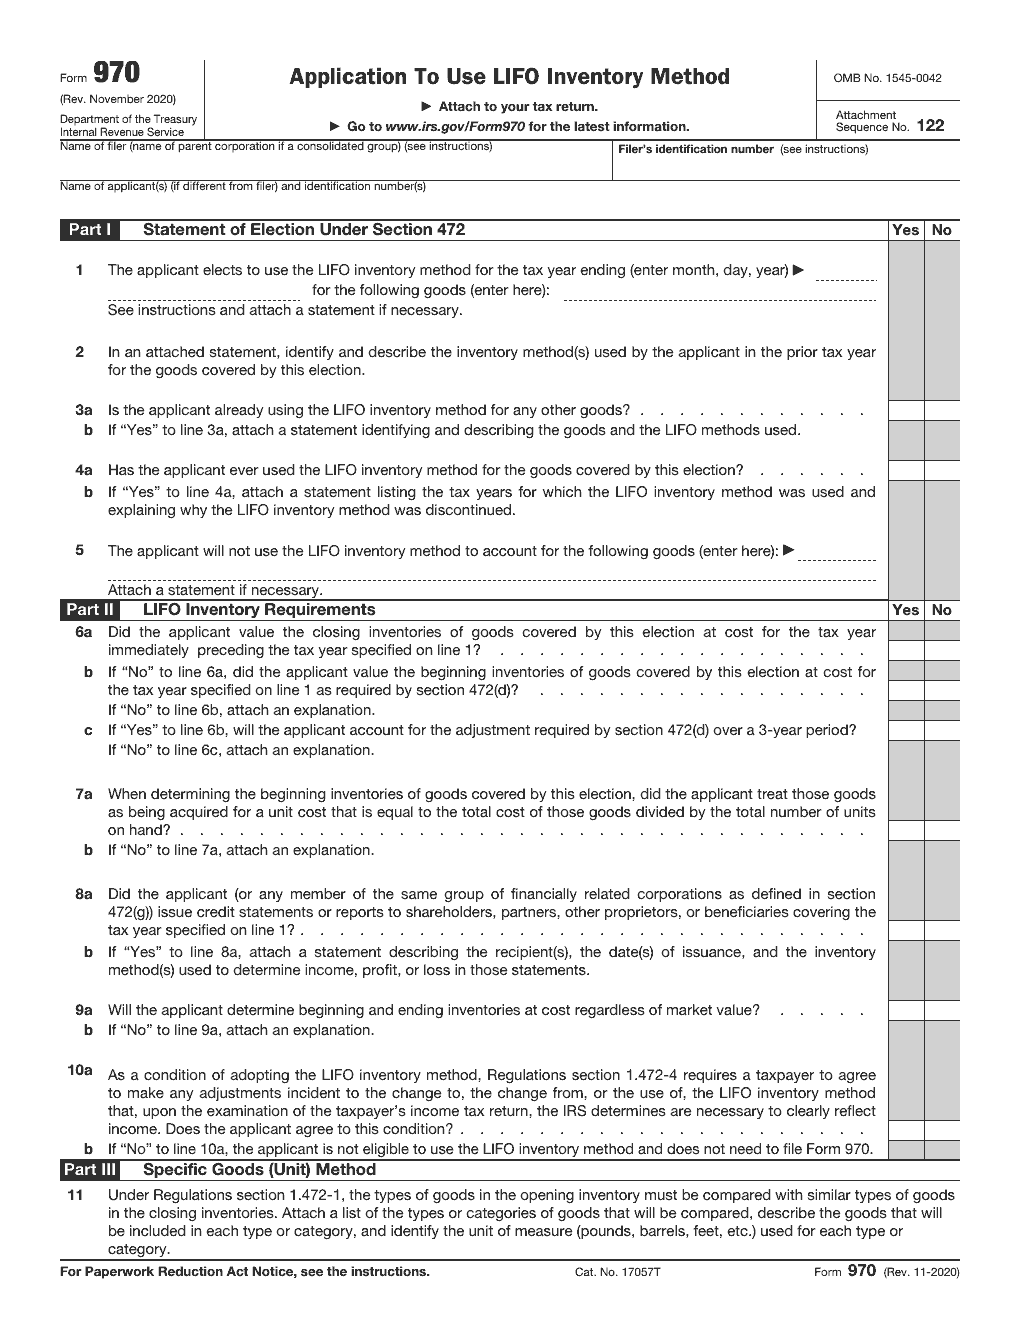 Form 970
(Rev. November 2020)
Department of the Treasury
Internal Revenue Service
Application To Use LIFO Inventory Method
▶ Attach to your tax return.
▶ Go to www.irs.gov/Form970 for the latest information.
OMB No. 1545-0042
Attachment
Sequence No. 122
Name of filer (name of parent corporation if a consolidated group) (see instructions)
Filer's identification number (see instructions)
Name of applicant(s) (if different from filer) and identification number(s)
Part I Statement of Election Under Section 472 Yes No
1 The applicant elects to use the LIFO inventory method for the tax year ending (enter month, day, year) ▶
for the following goods (enter here):
See instructions and attach a statement if necessary.
2 In an attached statement, identify and describe the inventory method(s) used by the applicant in the prior tax year
for the goods covered by this election.
3a Is the applicant already using the LIFO inventory method for any other goods? . . . . . . . . . . . .
b If “Yes” to line 3a, attach a statement identifying and describing the goods and the LIFO methods used.
4a Has the applicant ever used the LIFO inventory method for the goods covered by this election? . . . . . .
b If “Yes” to line 4a, attach a statement listing the tax years for which the LIFO inventory method was used and
explaining why the LIFO inventory method was discontinued.
5 The applicant will not use the LIFO inventory method to account for the following goods (enter here): ▶
Attach a statement if necessary.
Part II LIFO Inventory Requirements Yes No
6a Did the applicant value the closing inventories of goods covered by this election at cost for the tax year
immediately preceding the tax year specified on line 1? . . . . . . . . . . . . . . . .
b If “No” to line 6a, did the applicant value the beginning inventories of goods covered by this election at cost for
the tax year specified on line 1 as required by section 472(d)? . . . . . . . . . . . . . .
If “No” to line 6b, attach an explanation.
c If “Yes” to line 6b, will the applicant account for the adjustment required by section 472(d) over a 3-year period?
If “No” to line 6c, attach an explanation.
7a When determining the beginning inventories of goods covered by this election, did the applicant treat those goods
as being acquired for a unit cost that is equal to the total cost of those goods divided by the total number of units
on hand? . . . . . . . . . . . . . . . . . . . . . . . . . . . .
b If “No” to line 7a, attach an explanation.
8a Did the applicant (or any member of the same group of financially related corporations as defined in section
472(g)) issue credit statements or reports to shareholders, partners, other proprietors, or beneficiaries covering the
tax year specified on line 1? . . . . . . . . . . . . . . . . . . . . . . . .
b If “Yes” to line 8a, attach a statement describing the recipient(s), the date(s) of issuance, and the inventory
method(s) used to determine income, profit, or loss in those statements.
9a Will the applicant determine beginning and ending inventories at cost regardless of market value? . . . . .
b If “No” to line 9a, attach an explanation.
10a As a condition of adopting the LIFO inventory method, Regulations section 1.472-4 requires a taxpayer to agree
to make any adjustments incident to the change to, the change from, or the use of, the LIFO inventory method
that, upon the examination of the taxpayer’s income tax return, the IRS determines are necessary to clearly reflect
income. Does the applicant agree to this condition? . . . . . . . . . . . . . . . . .
b If “No” to line 10a, the applicant is not eligible to use the LIFO inventory method and does not need to file Form 970.
Part III Specific Goods (Unit) Method
11 Under Regulations section 1.472-1, the types of goods in the opening inventory must be compared with similar types of goods
in the closing inventories. Attach a list of the types or categories of goods that will be compared, describe the goods that will
be included in each type or category, and identify the unit of measure (pounds, barrels, feet, etc.) used for each type or
category.
For Paperwork Reduction Act Notice, see the instructions. Cat. No. 17057T Form 970 (Rev. 11-2020)